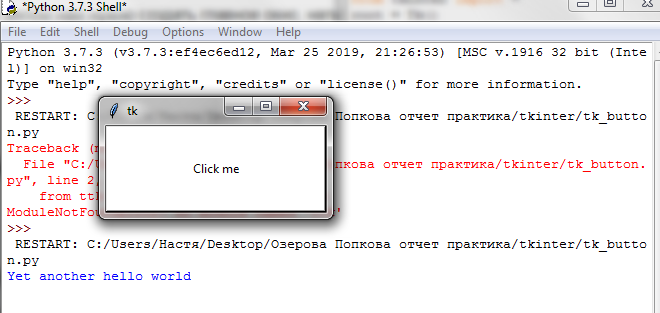 *Python 3.7.3 Shell*
File Edit Shell Debug Options Window Help
Python 3.7.3 (v3.7.3:ef4ec6ed12, Mar 25 2019, 21:26:53) [MSC v.1916 32 bit (Inte
l)] on win32
Type "help", "copyright", "credits" or "license()" for more information.
>>>
RESTART: C Попкова отчет практика/tkinter/tk_butto
n.py
Traceback (
File "C:/ пкова отчет практика/tkinter/tk_button.
py", line 2
from
ModuleNotFou
tk
Click me
>>>
RESTART: C:/Users/Настя/Desktop/Озерова Попкова отчет практика/tkinter/tk_butto
n.py
Yet another hello world